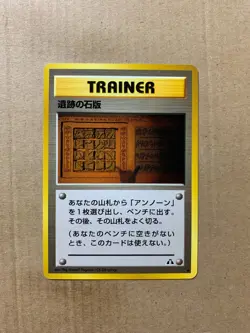 TRAINER
遺跡の石版
あなたの山札から「アンノーン」
を1枚選び出し、ベンチに出す。
その後、その山札をよく切る。
(あなたのベンチに空きがない
とき、このカードは使えない。)